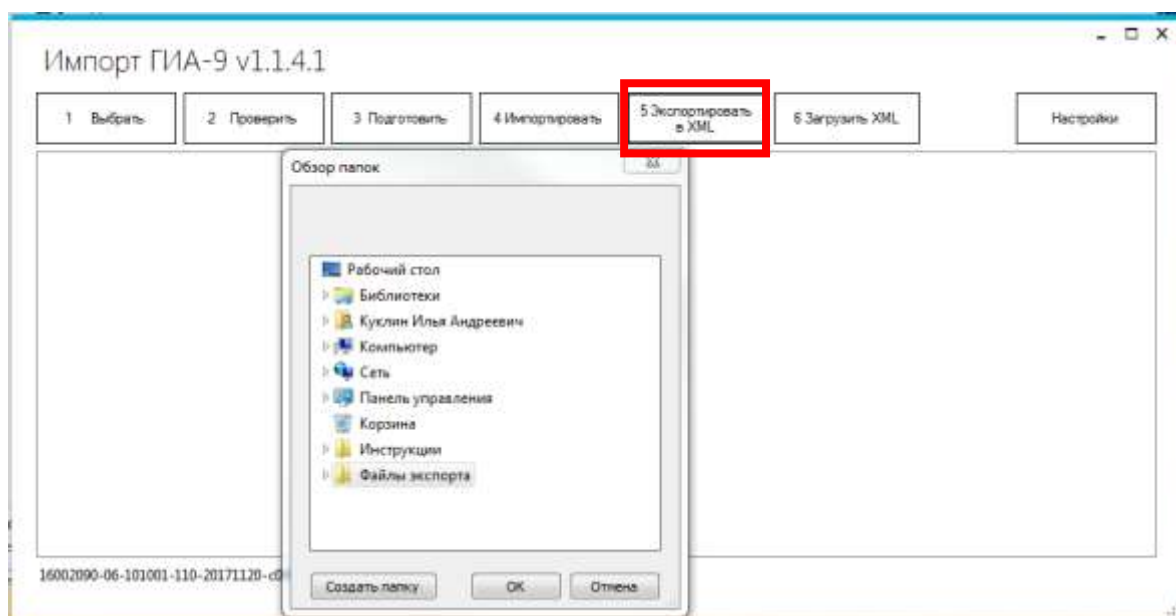 Импорт ГИА-9 v1.1.4.1
1 Выбрать
2 Проверить
3 Подготовить
4 Импортировать
5 Экспортировать
в XML
6 Загрузить XML
Настройки
Обзор папок
Рабочий стол
Библиотеки
Куклин Илья Андреевич
Компьютер
Сеть
Панель управления
Корзина
Инструкции
Файлы экспорта
16002090-06-101001-110-20171120-c0
Создать папку
ОК
Отмена